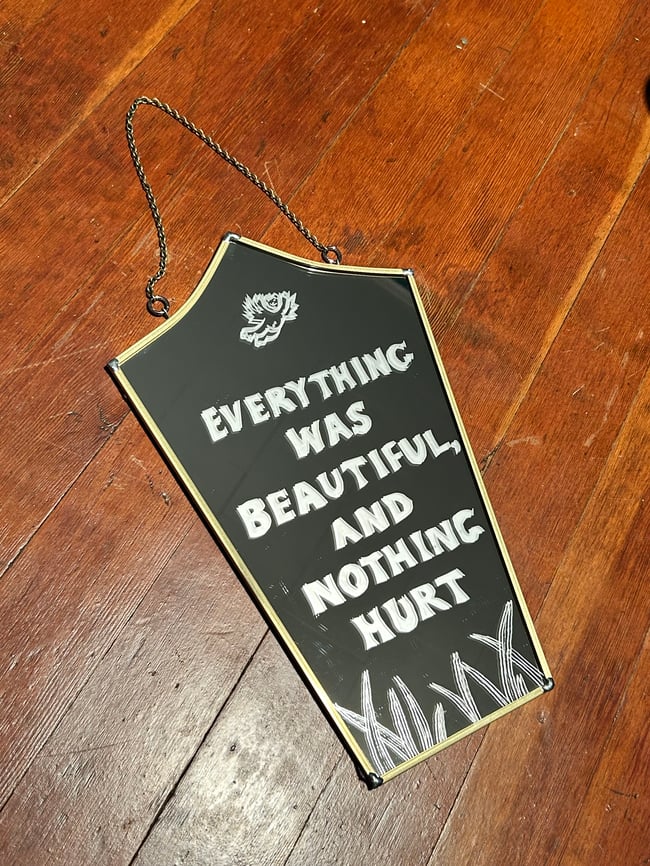 EVERYTHING
WAS
BEAUTIFUL,
AND
NOTHING
HURT